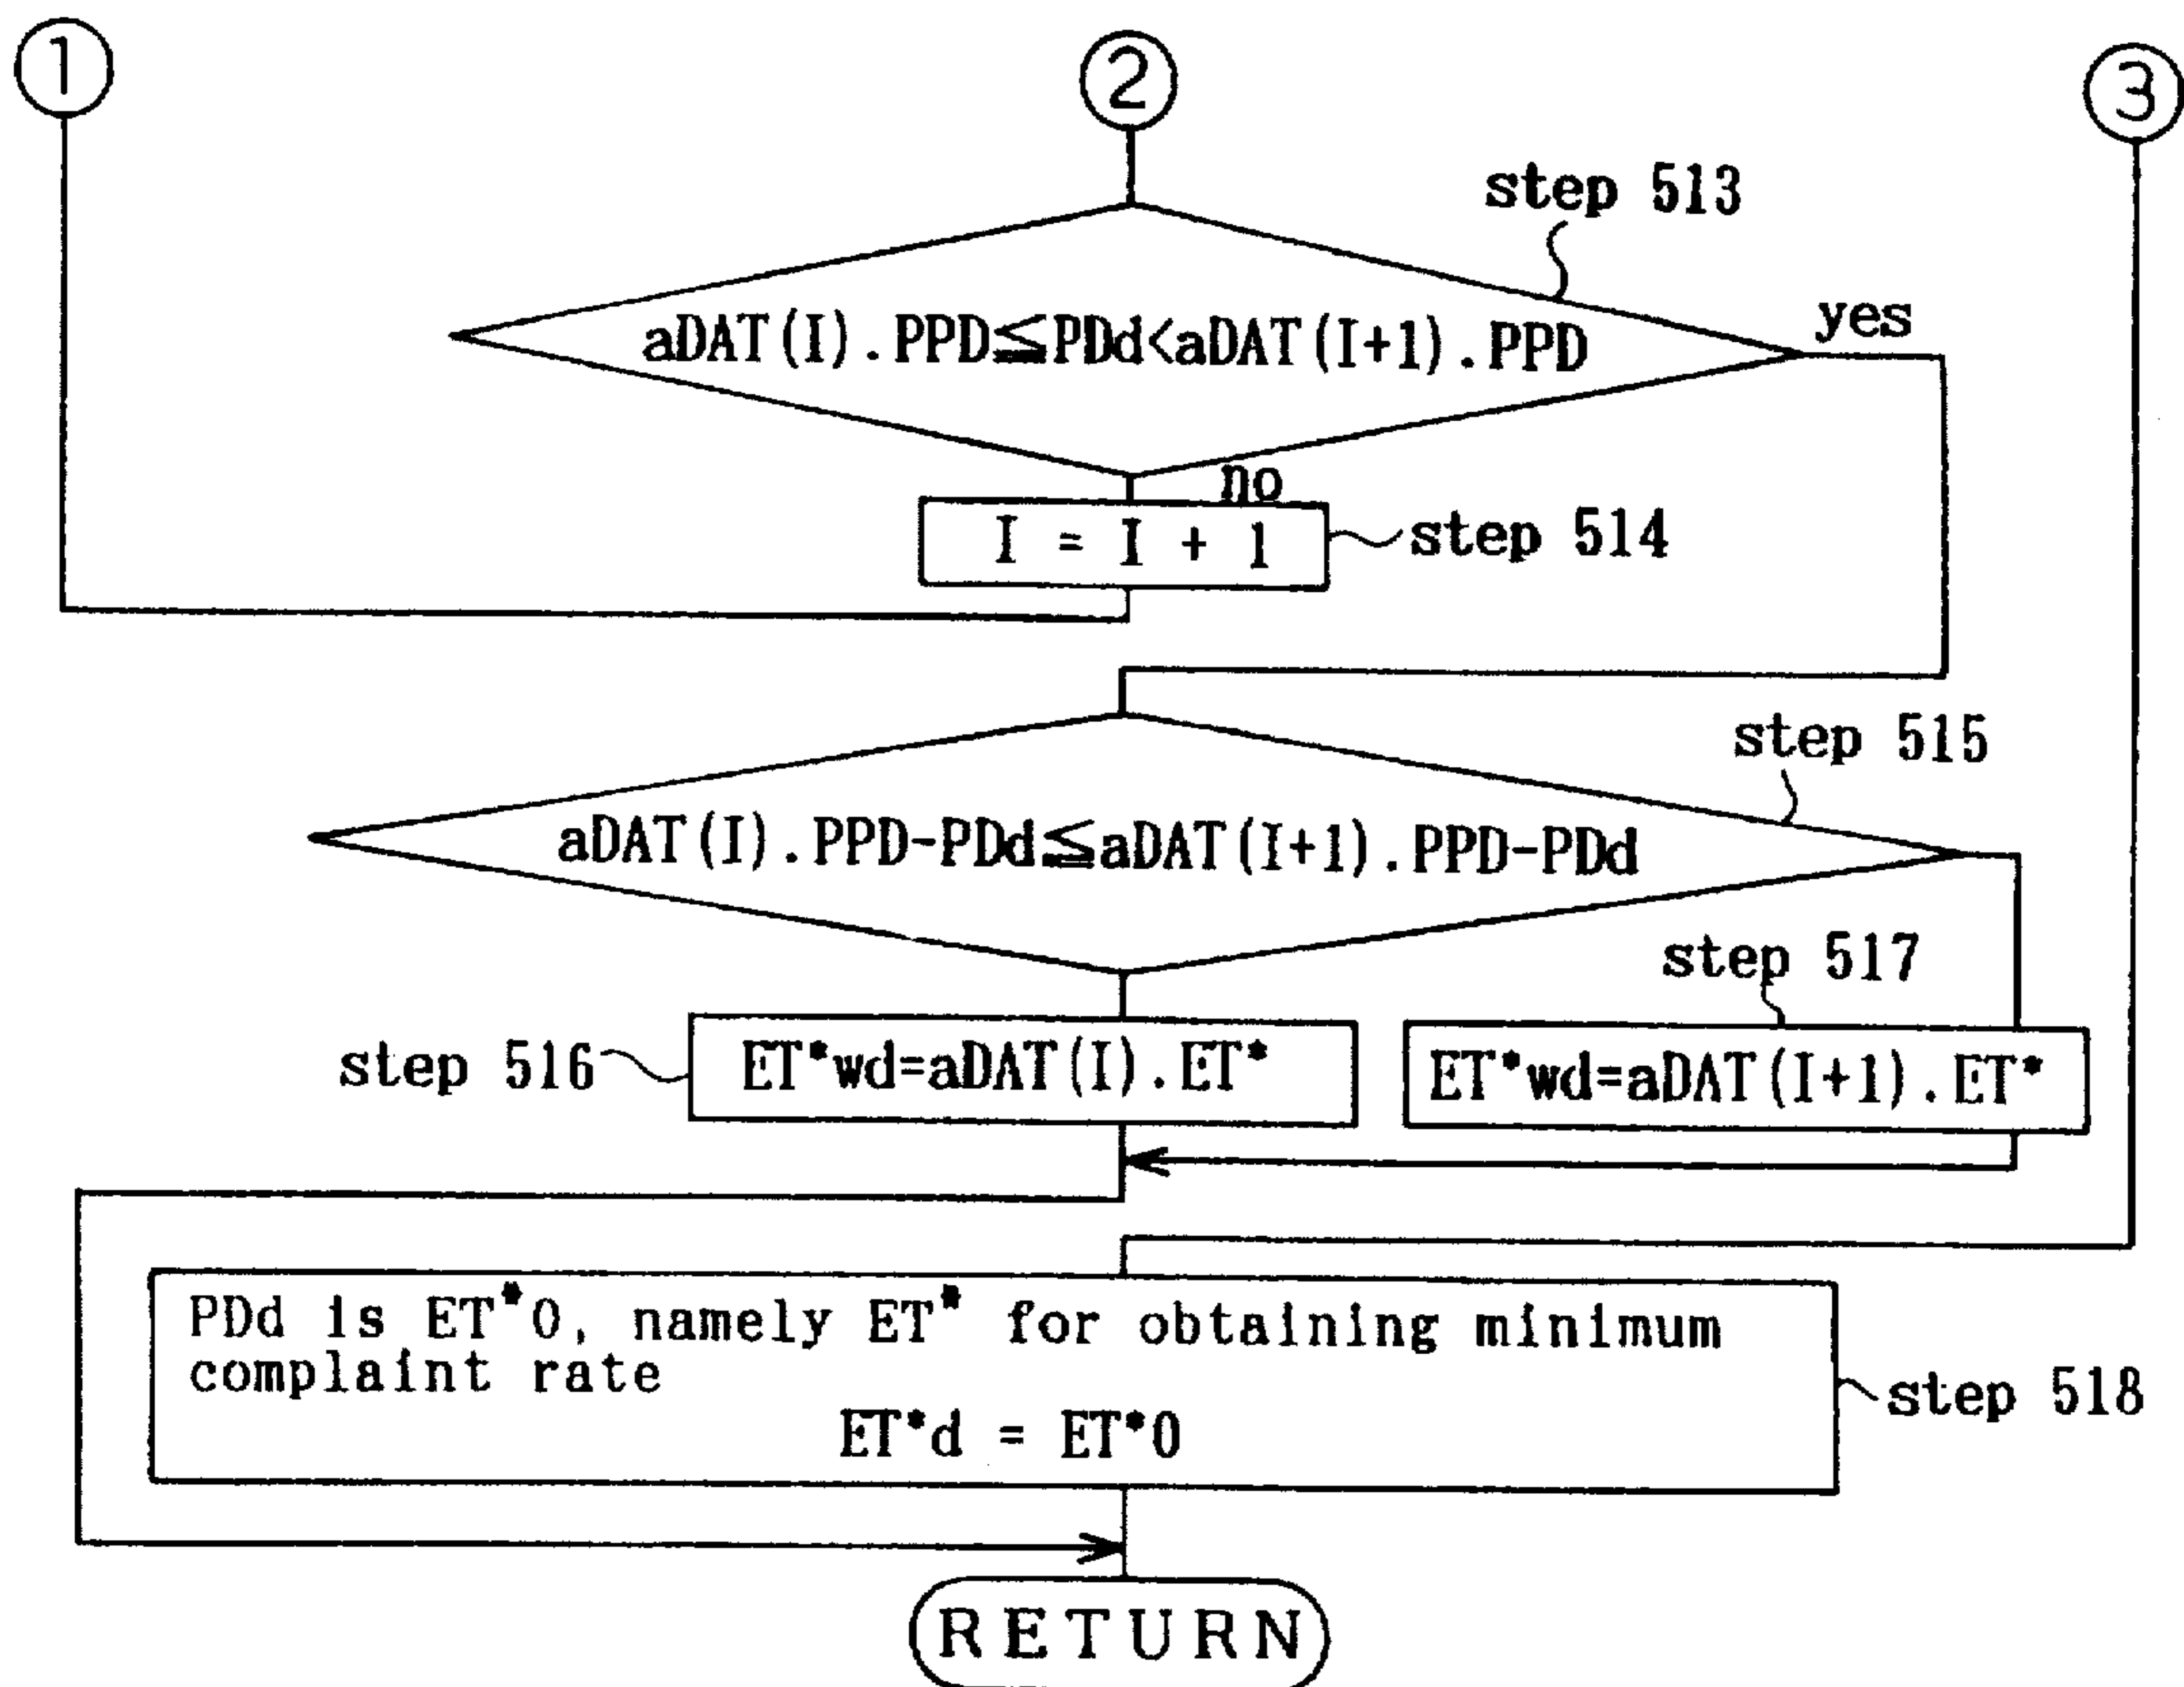 1
2
3
step 513
aDAT(I).PPD≦PDd<aDAT(I+1).PPD
yes
no
I = I + 1
step 514
step 515
aDAT(I).PPD-PDd≦aDAT(I+1).PPD-PDd
step 517
step 516
ET*wd=aDAT(I).ET*
ET*wd=aDAT(I+1).ET*
PDd is ET*0, namely ET* for obtaining minimum
complaint rate
ET*d = ET*0
step 518
RETURN